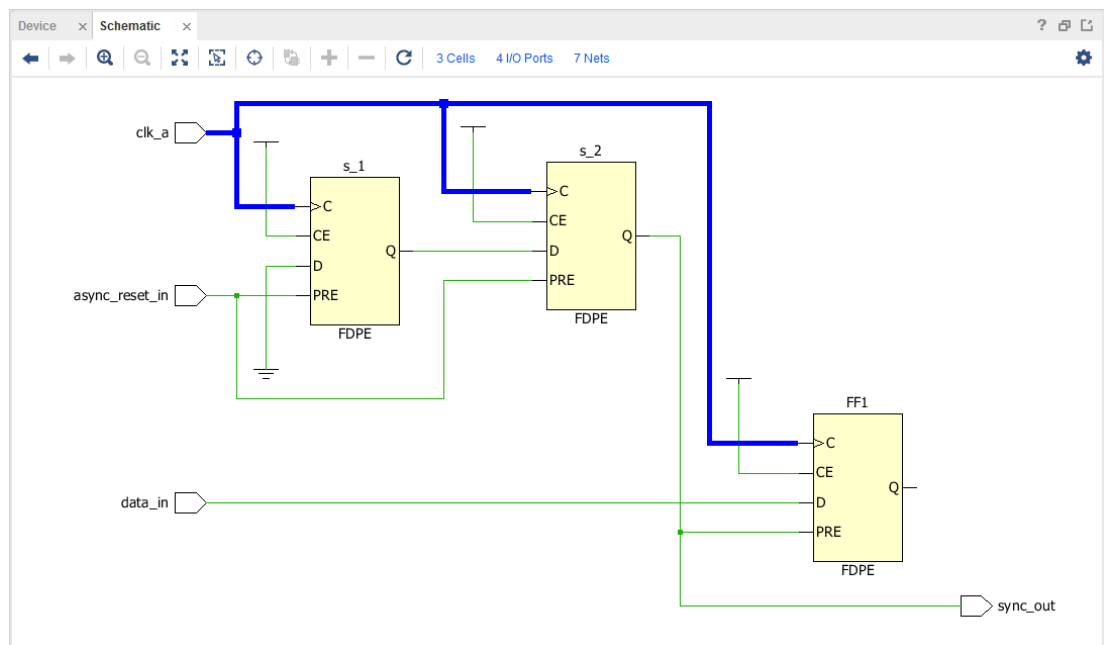 Device × Schematic × ?
3 Cells 4 I/O Ports 7 Nets
clk_a
s_1
C
CE
D
PRE
Q
FDPE
s_2
C
CE
D
PRE
Q
FDPE
async_reset_in
FF1
C
CE
D
PRE
Q
FDPE
data_in
sync_out